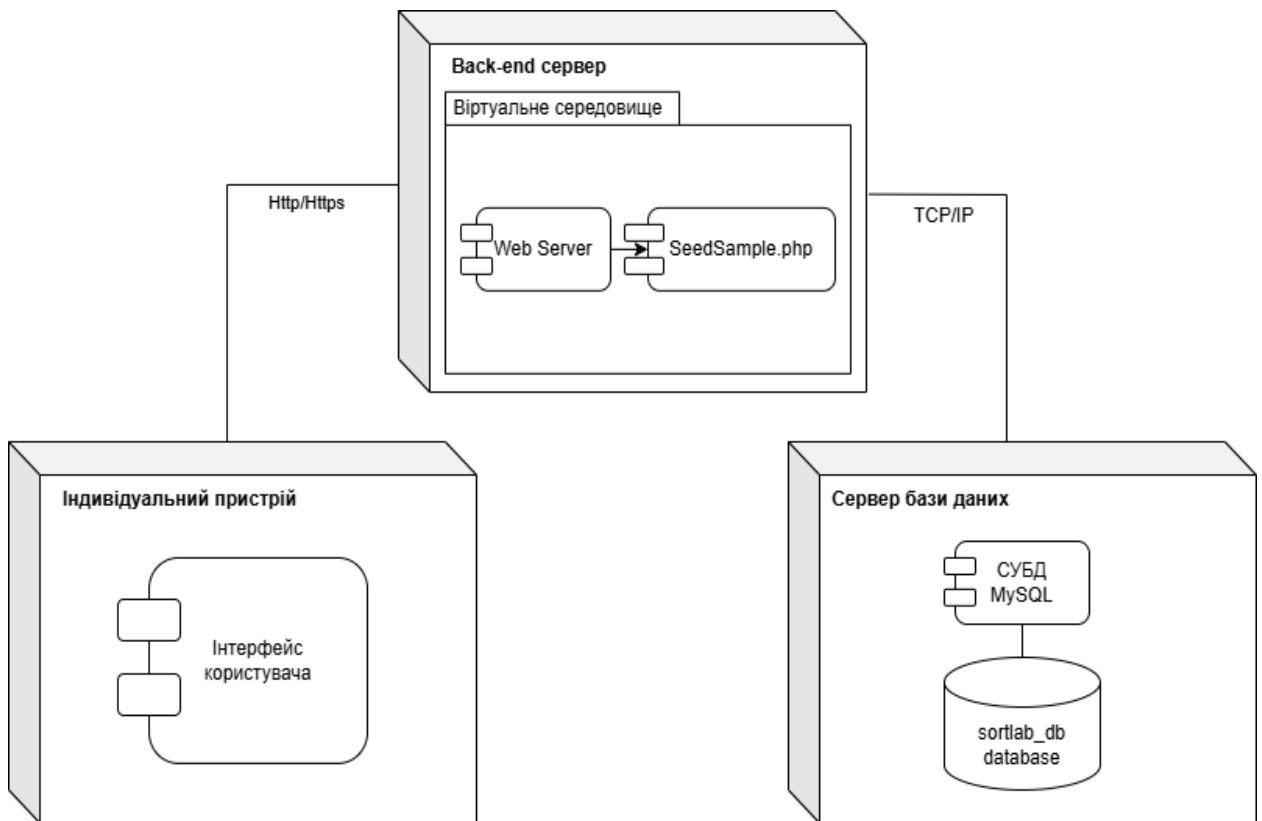 Back-end сервер
Віртуальне середовище
Http/Https
TCP/IP
Web Server
SeedSample.php
Індивідуальний пристрій
Інтерфейс
користувача
Сервер бази даних
СУБД
MySQL
sortlab_db
database